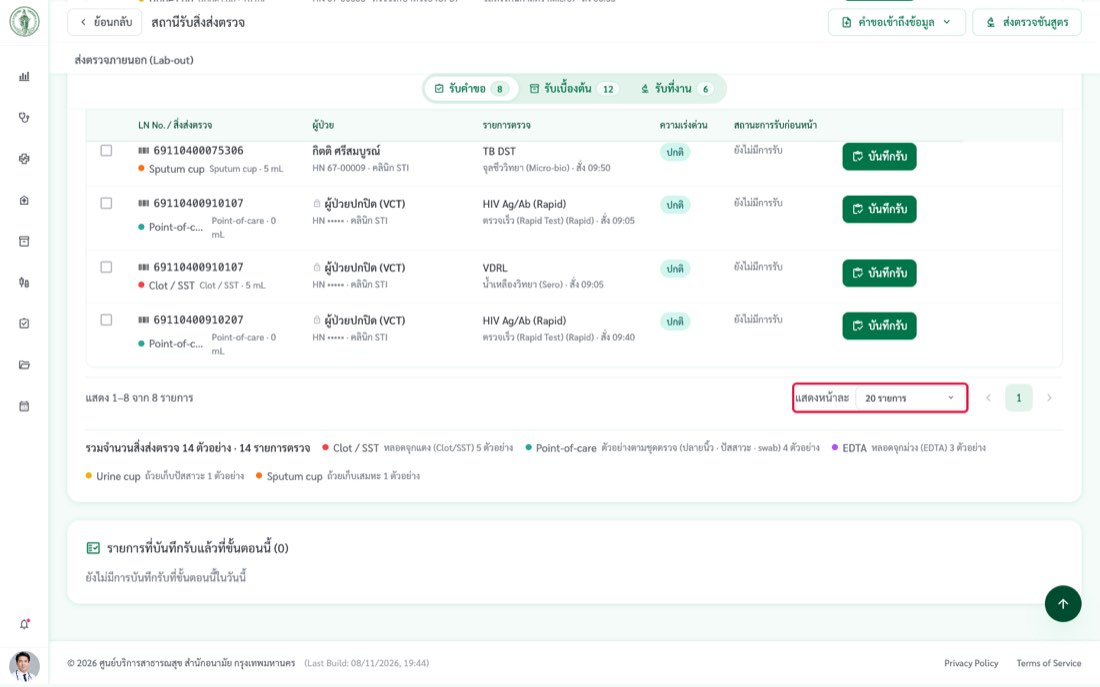 ย้อนกลับ
สถานีรับสิ่งส่งตรวจ
คำขอเข้าถึงข้อมูล
ส่งตรวจชันสูตร
ส่งตรวจภายนอก (Lab-out)
รับคำขอ 8
รับเบื้องต้น 12
รับที่งาน 6
LN No. / สิ่งส่งตรวจ ผู้ป่วย รายการตรวจ ความเร่งด่วน สถานะการรับก่อนหน้า
69110400075306 กิตติ ศรีสมบูรณ์ TB DST ปกติ ยังไม่มีการรับ บันทึกรับ
Sputum cup Sputum cup · 5 mL HN 67-00009 · คลินิก STI จุลชีววิทยา (Micro-bio) · สั่ง 09:50
69110400910107 ผู้ป่วยปกปิด (VCT) HIV Ag/Ab (Rapid) ปกติ ยังไม่มีการรับ บันทึกรับ
Point-of-c... Point-of-care · 0 mL HN ••••• · คลินิก STI ตรวจเร็ว (Rapid Test) (Rapid) · สั่ง 09:05
69110400910107 ผู้ป่วยปกปิด (VCT) VDRL ปกติ ยังไม่มีการรับ บันทึกรับ
Clot / SST Clot / SST · 5 mL HN ••••• · คลินิก STI น้ำเหลืองวิทยา (Sero) · สั่ง 09:05
69110400910207 ผู้ป่วยปกปิด (VCT) HIV Ag/Ab (Rapid) ปกติ ยังไม่มีการรับ บันทึกรับ
Point-of-c... Point-of-care · 0 mL HN ••••• · คลินิก STI ตรวจเร็ว (Rapid Test) (Rapid) · สั่ง 09:40
แสดง 1–8 จาก 8 รายการ แสดงหน้าละ 20 รายการ 1
รวมจำนวนสิ่งส่งตรวจ 14 ตัวอย่าง · 14 รายการตรวจ Clot / SST หลอดจุกแดง (Clot/SST) 5 ตัวอย่าง Point-of-care ตัวอย่างตามชุดตรวจ (ปลายนิ้ว · ปัสสาวะ · swab) 4 ตัวอย่าง EDTA หลอดจุกม่วง (EDTA) 3 ตัวอย่าง
Urine cup ถ้วยเก็บปัสสาวะ 1 ตัวอย่าง Sputum cup ถ้วยเก็บเสมหะ 1 ตัวอย่าง
รายการที่บันทึกรับแล้วที่ขั้นตอนนี้ (0)
ยังไม่มีการบันทึกรับที่ขั้นตอนนี้ในวันนี้
© 2026 ศูนย์บริการสาธารณสุข สำนักอนามัย กรุงเทพมหานคร (Last Build: 08/11/2026, 19:44) Privacy Policy Terms of Service